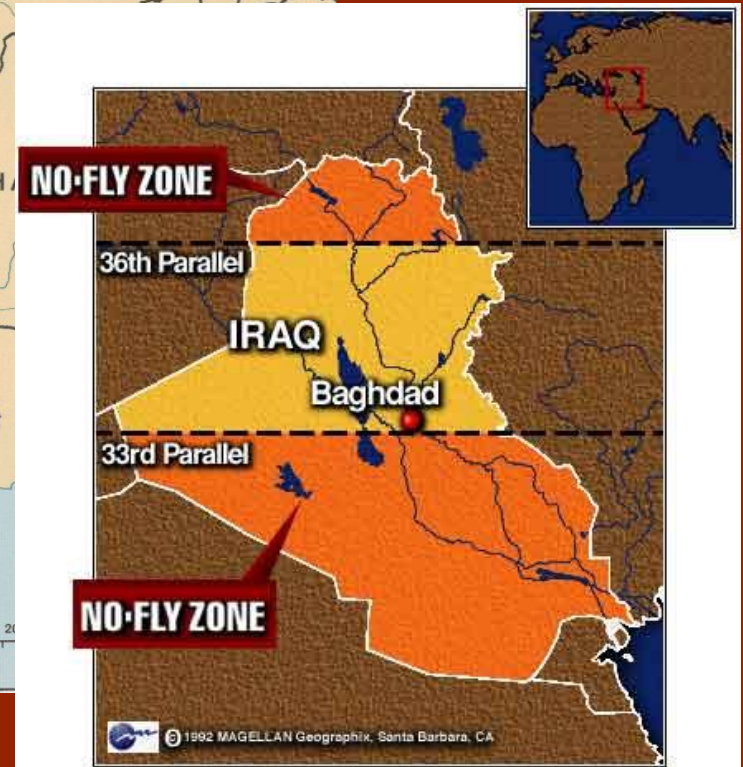 NO•FLY ZONE
36th Parallel
IRAQ
Baghdad
33rd Parallel
NO•FLY ZONE
© 1992 MAGELLAN Geographix, Santa Barbara, CA